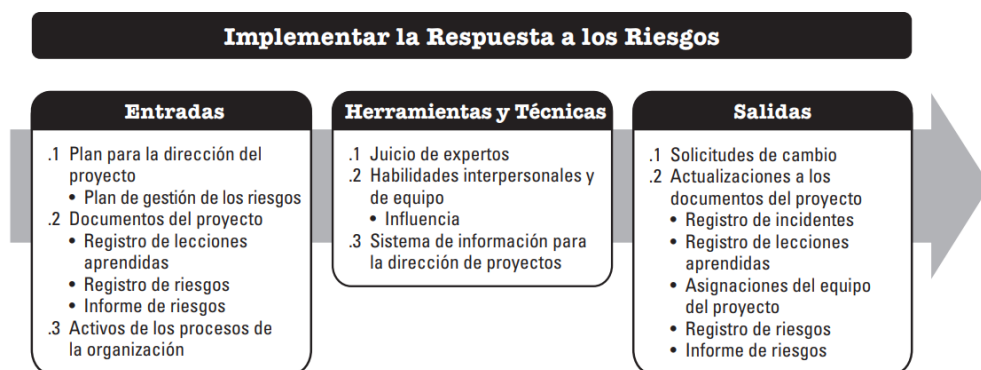 Implementar la Respuesta a los Riesgos
Entradas
.1 Plan para la dirección del
proyecto
• Plan de gestión de los riesgos
.2 Documentos del proyecto
• Registro de lecciones
aprendidas
• Registro de riesgos
• Informe de riesgos
.3 Activos de los procesos de
la organización
Herramientas y Técnicas
.1 Juicio de expertos
.2 Habilidades interpersonales y
de equipo
• Influencia
.3 Sistema de información para
la dirección de proyectos
Salidas
.1 Solicitudes de cambio
.2 Actualizaciones a los
documentos del proyecto
• Registro de incidentes
• Registro de lecciones
aprendidas
• Asignaciones del equipo
del proyecto
• Registro de riesgos
• Informe de riesgos